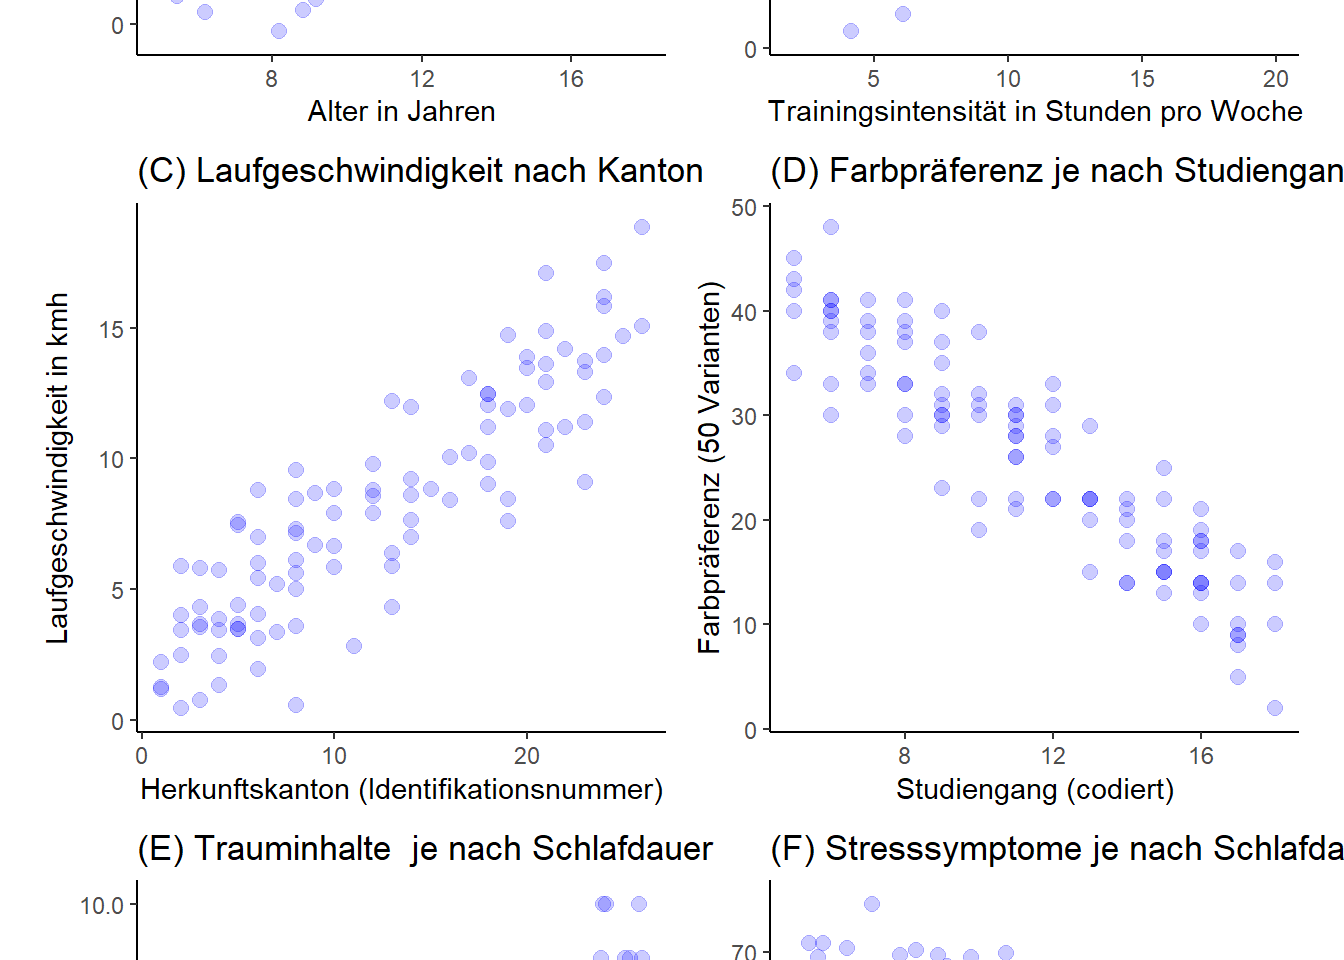 0
8 12 16
Alter in Jahren
0
5 10 15 20
Trainingsintensität in Stunden pro Woche
(C) Laufgeschwindigkeit nach Kanton
Laufgeschwindigkeit in kmh
15
10
5
0
0 10 20
Herkunftskanton (Identifikationsnummer)
(D) Farbpräferenz je nach Studiengan
Farbpräferenz (50 Varianten)
50
40
30
20
10
0
8 12 16
Studiengang (codiert)
(E) Trauminhalte  je nach Schlafdauer
10.0
(F) Stresssymptome je nach Schlafda
70